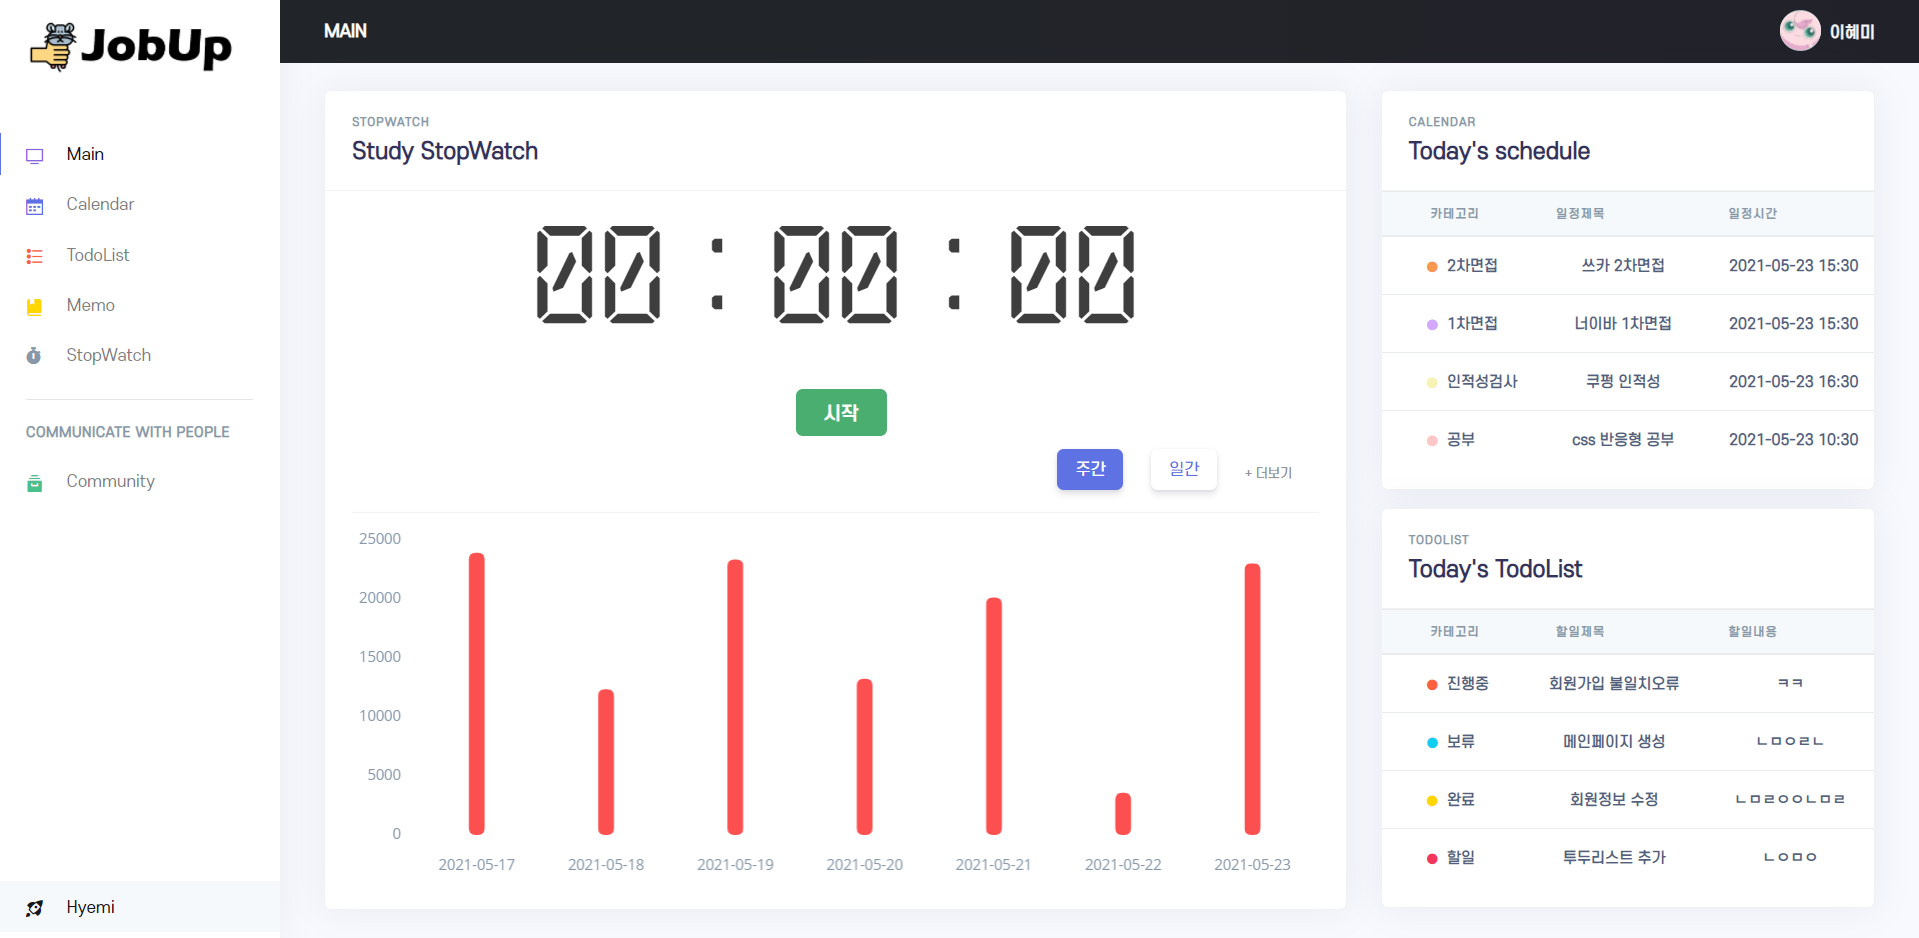 JobUp
MAIN
이혜미
Main
Calendar
TodoList
Memo
StopWatch
COMMUNICATE WITH PEOPLE
Community
Hyemi
STOPWATCH
Study StopWatch
00 : 00 : 00
시작
주간 일간 + 더보기
25000
20000
15000
10000
5000
0
2021-05-17 2021-05-18 2021-05-19 2021-05-20 2021-05-21 2021-05-22 2021-05-23
CALENDAR
Today's schedule
카테고리 일정제목 일정시간
2차면접 쓰카 2차면접 2021-05-23 15:30
1차면접 너이바 1차면접 2021-05-23 15:30
인적성검사 쿠펑 인적성 2021-05-23 16:30
공부 css 반응형 공부 2021-05-23 10:30
TODOLIST
Today's TodoList
카테고리 할일제목 할일내용
진행중 회원가입 불일치오류 ㅋㅋ
보류 메인페이지 생성 ㄴㅁㅇㄹㄴ
완료 회원정보 수정 ㄴㅁㄹㅇㅇㄴㅁㄹ
할일 투두리스트 추가 ㄴㅇㅁㅇ